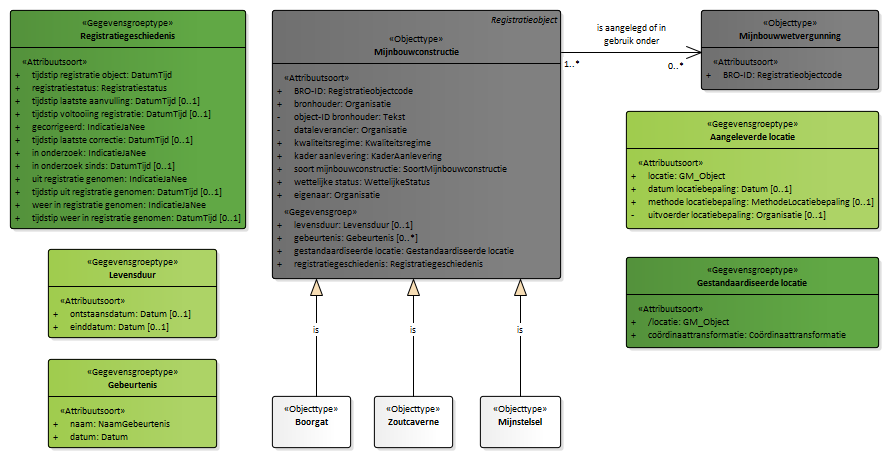 «Gegevensgroeptype»
Registratiegeschiedenis
«Attribuutsoort»
+ tijdstip registratie object: DatumTijd
+ registratiestatus: Registratiestatus
+ tijdstip laatste aanvulling: DatumTijd [0..1]
+ tijdstip voltooiing registratie: DatumTijd [0..1]
+ gecorrigeerd: IndicatieJaNee
+ tijdstip laatste correctie: DatumTijd [0..1]
+ in onderzoek: IndicatieJaNee
+ in onderzoek sinds: DatumTijd [0..1]
+ uit registratie genomen: IndicatieJaNee
+ tijdstip uit registratie genomen: DatumTijd [0..1]
+ weer in registratie genomen: IndicatieJaNee
+ tijdstip weer in registratie genomen: DatumTijd [0..1]
«Gegevensgroeptype»
Levensduur
«Attribuutsoort»
+ ontstaansdatum: Datum [0..1]
+ einddatum: Datum [0..1]
«Gegevensgroeptype»
Gebeurtenis
«Attribuutsoort»
+ naam: NaamGebeurtenis
+ datum: Datum
Registratieobject
«Objecttype»
Mijnbouwconstructie
«Attribuutsoort»
+ BRO-ID: Registratieobjectcode
+ bronhouder: Organisatie
- object-ID bronhouder: Tekst
- dataleverancier: Organisatie
+ kwaliteitsregime: Kwaliteitsregime
+ kader aanlevering: KaderAanlevering
+ soort mijnbouwconstructie: SoortMijnbouwconstructie
+ wettelijke status: WettelijkeStatus
+ eigenaar: Organisatie
«Gegevensgroep»
+ levensduur: Levensduur [0..1]
+ gebeurtenis: Gebeurtenis [0..*]
+ gestandaardiseerde locatie: Gestandaardiseerde locatie
+ registratiegeschiedenis: Registratiegeschiedenis
is
is
is
«Objecttype»
Boorgat
«Objecttype»
Zoutcaverne
«Objecttype»
Mijnstelsel
is aangelegd of in
gebruik onder
1..*
0..*
«Objecttype»
Mijnbouwwetvergunning
«Attribuutsoort»
+ BRO-ID: Registratieobjectcode
«Gegevensgroeptype»
Aangeleverde locatie
«Attribuutsoort»
+ locatie: GM_Object
+ datum locatiebepaling: Datum [0..1]
+ methode locatiebepaling: MethodeLocatiebepaling [0..1]
- uitvoerder locatiebepaling: Organisatie [0..1]
«Gegevensgroeptype»
Gestandaardiseerde locatie
«Attribuutsoort»
+ /locatie: GM_Object
+ coördinaattransformatie: Coördinaattransformatie